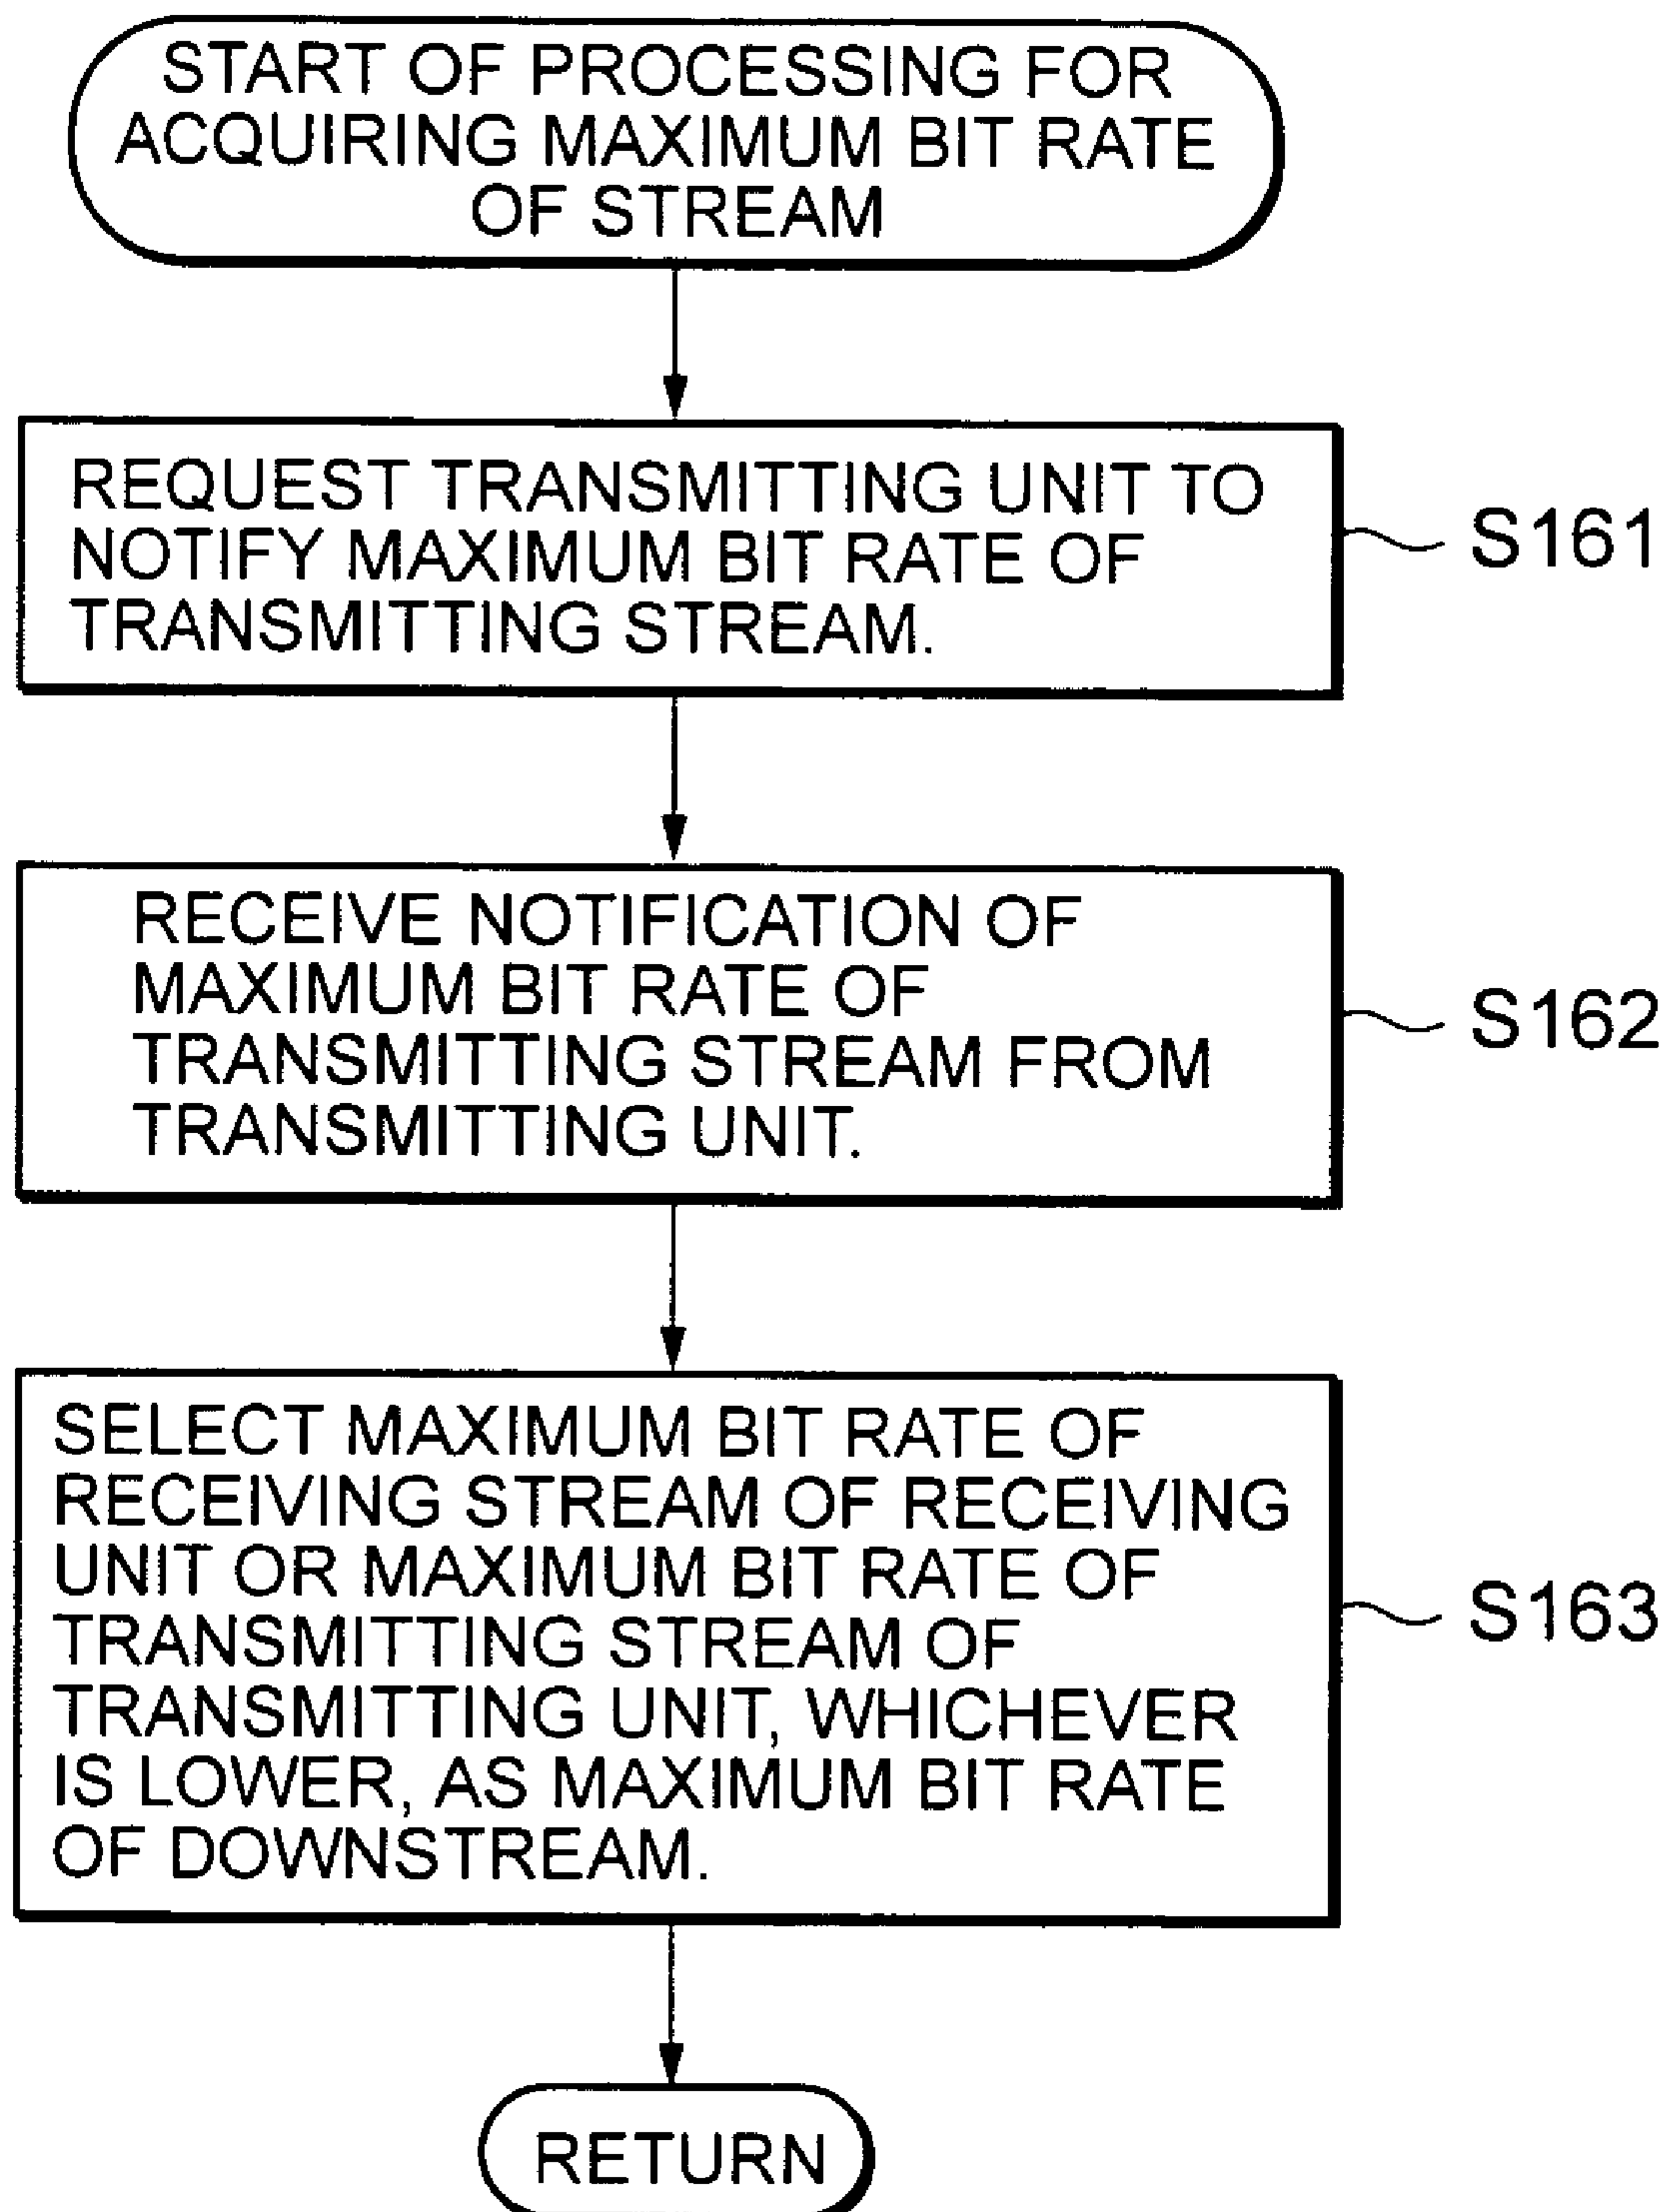 START OF PROCESSING FOR
ACQUIRING MAXIMUM BIT RATE
OF STREAM
REQUEST TRANSMITTING UNIT TO
NOTIFY MAXIMUM BIT RATE OF
TRANSMITTING STREAM.
S161
RECEIVE NOTIFICATION OF
MAXIMUM BIT RATE OF
TRANSMITTING STREAM FROM
TRANSMITTING UNIT.
S162
SELECT MAXIMUM BIT RATE OF
RECEIVING STREAM OF RECEIVING
UNIT OR MAXIMUM BIT RATE OF
TRANSMITTING STREAM OF
TRANSMITTING UNIT, WHICHEVER
IS LOWER, AS MAXIMUM BIT RATE
OF DOWNSTREAM.
S163
RETURN